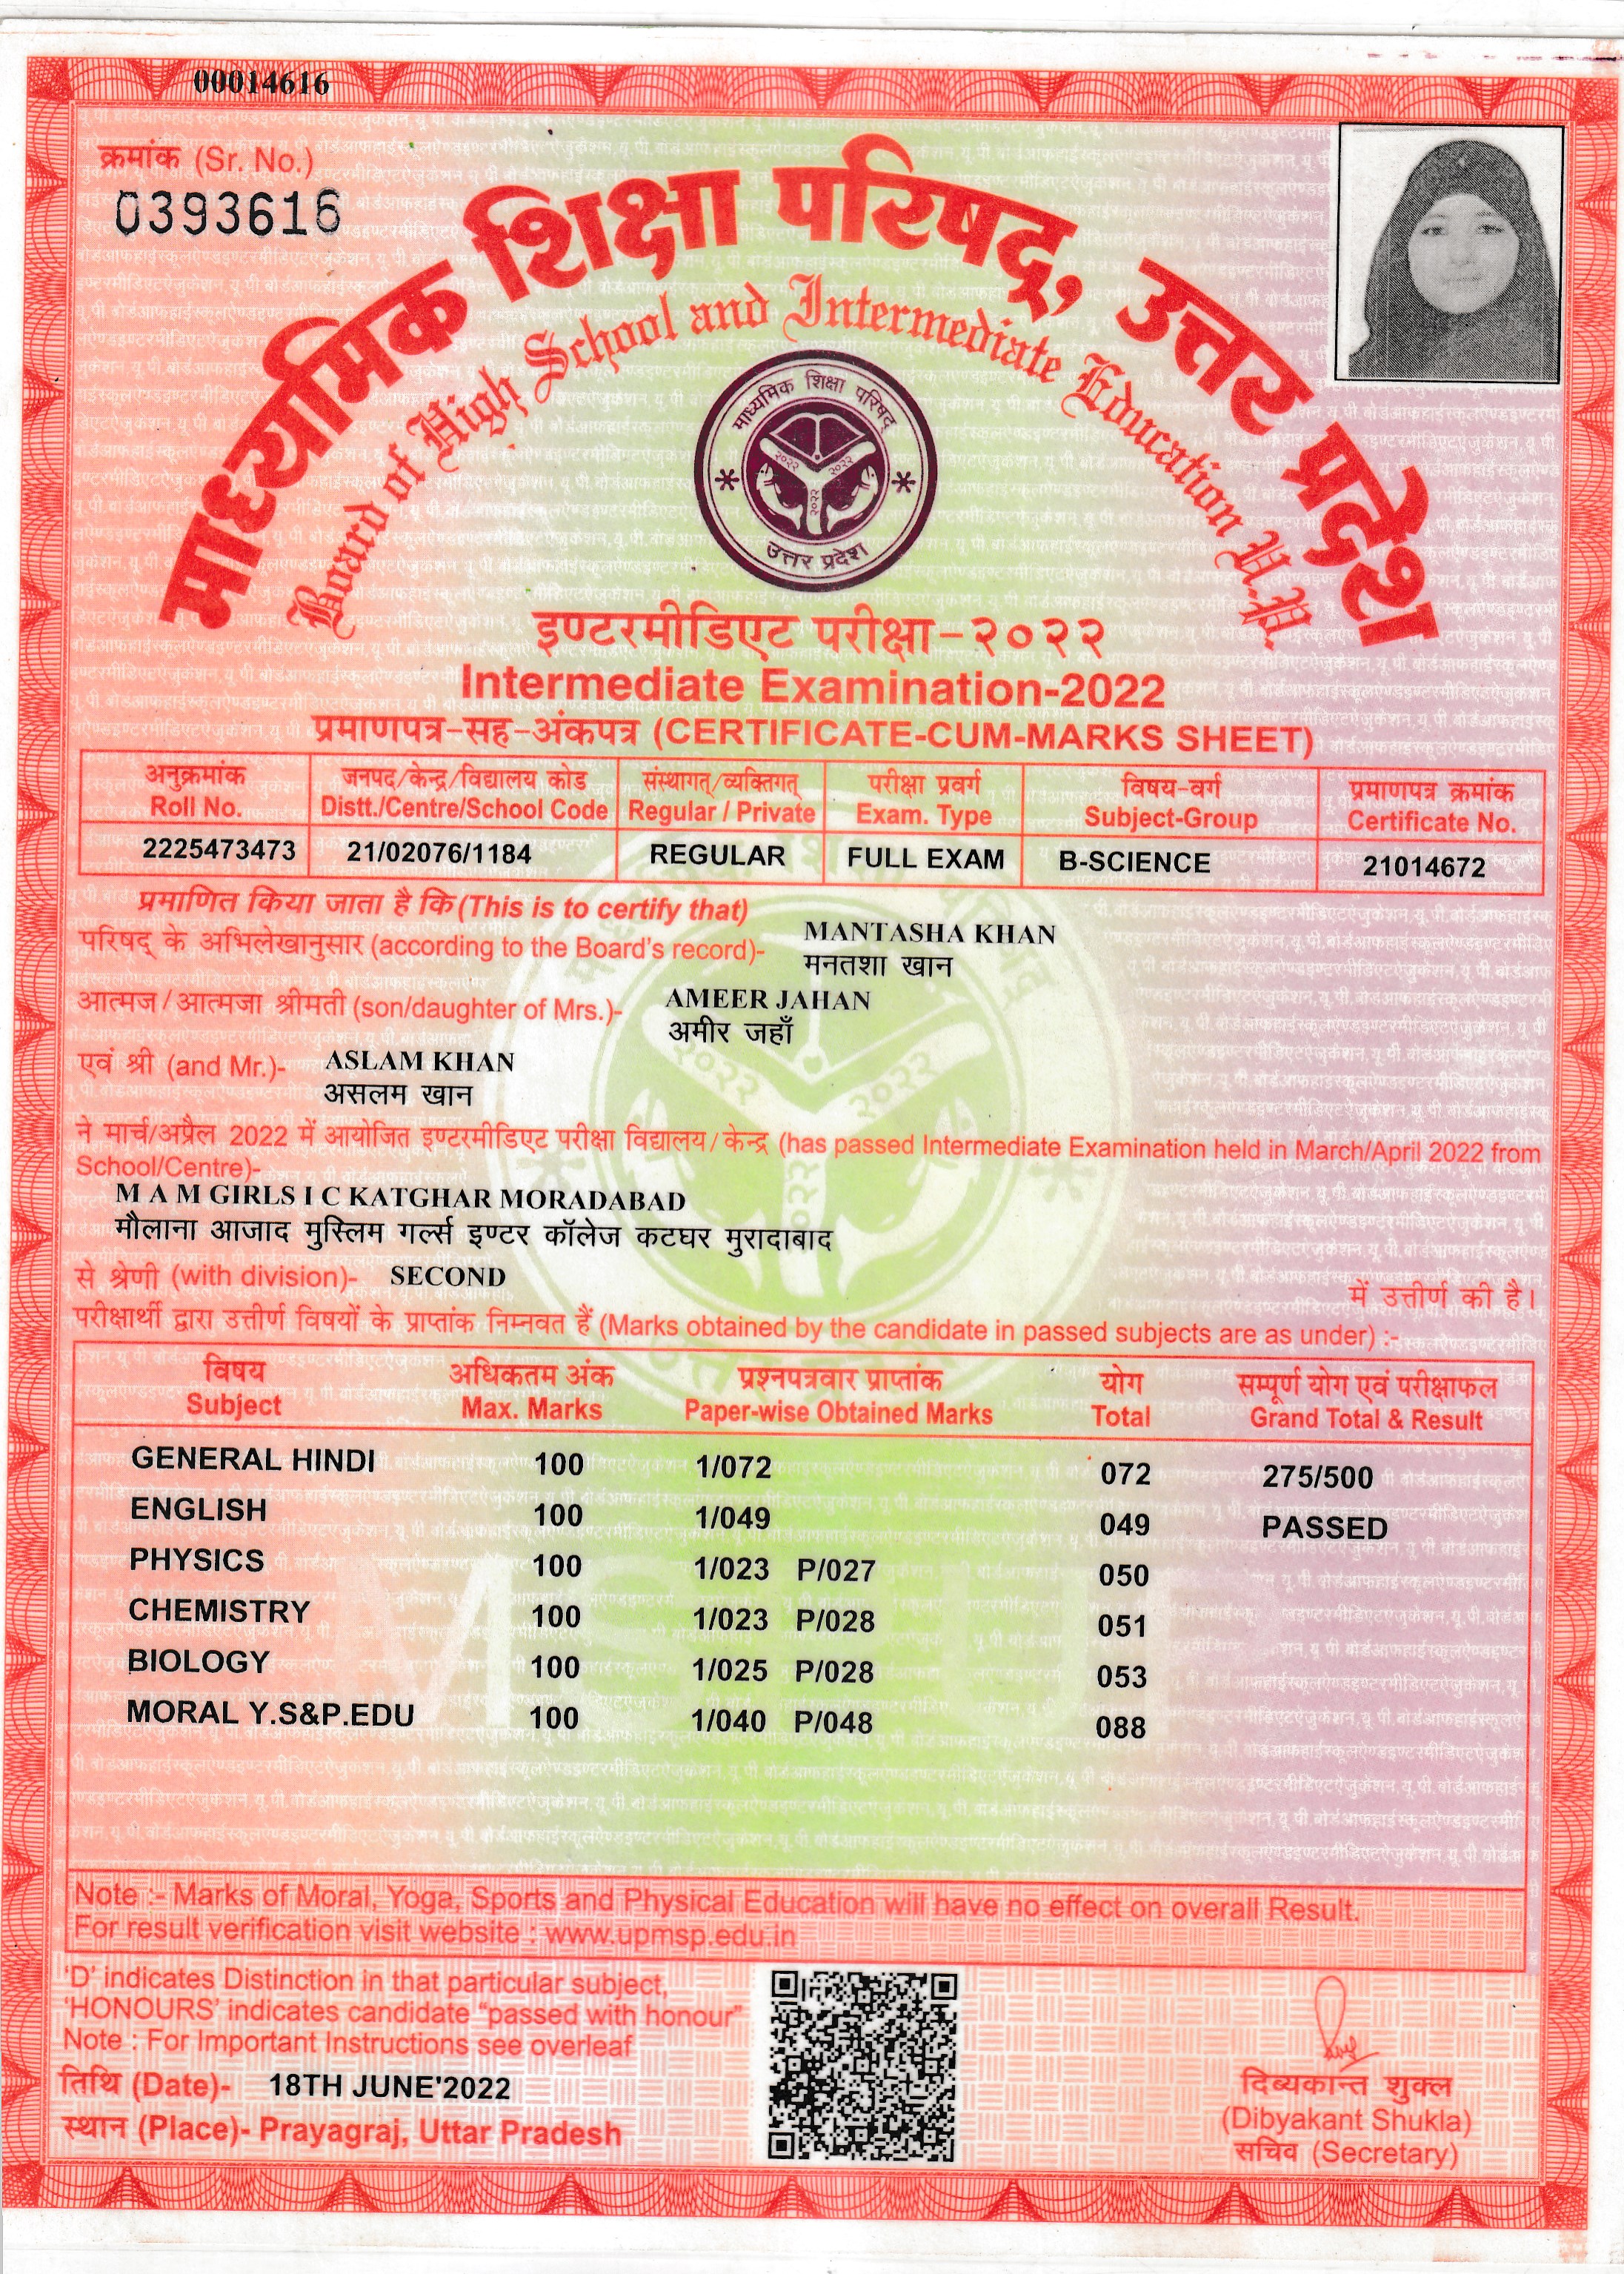 00014616
क्रमांक (Sr. No.)
0393616
माध्यमिक शिक्षा परिषद्, उत्तर प्रदेश
Board of High School and Intermediate Education U.P.
माध्यमिक शिक्षा परिषद्
२०२२ २०२२
२०२२
उत्तर प्रदेश
इण्टरमीडिएट परीक्षा-२०२२
Intermediate Examination-2022
प्रमाणपत्र-सह-अंकपत्र (CERTIFICATE-CUM-MARKS SHEET)
अनुक्रमांक जनपद/केन्द्र/विद्यालय कोड संस्थागत्/व्यक्तिगत् परीक्षा प्रवर्ग विषय-वर्ग प्रमाणपत्र क्रमांक
Roll No. Distt./Centre/School Code Regular / Private Exam. Type Subject-Group Certificate No.
2225473473 21/02076/1184 REGULAR FULL EXAM B-SCIENCE 21014672
प्रमाणित किया जाता है कि (This is to certify that)
परिषद् के अभिलेखानुसार (according to the Board's record)- MANTASHA KHAN
मनतशा खान
आत्मज/आत्मजा श्रीमती (son/daughter of Mrs.)- AMEER JAHAN
अमीर जहाँ
एवं श्री (and Mr.)- ASLAM KHAN
असलम खान
ने मार्च/अप्रैल 2022 में आयोजित इण्टरमीडिएट परीक्षा विद्यालय/केन्द्र (has passed Intermediate Examination held in March/April 2022 from
School/Centre)-
M A M GIRLS I C KATGHAR MORADABAD
मौलाना आजाद मुस्लिम गर्ल्स इण्टर कॉलेज कटघर मुरादाबाद
से श्रेणी (with division)- SECOND में उत्तीर्ण की है।
परीक्षार्थी द्वारा उत्तीर्ण विषयों के प्राप्तांक निम्नवत हैं (Marks obtained by the candidate in passed subjects are as under) :-
विषय अधिकतम अंक प्रश्नपत्रवार प्राप्तांक योग सम्पूर्ण योग एवं परीक्षाफल
Subject Max. Marks Paper-wise Obtained Marks Total Grand Total & Result
GENERAL HINDI 100 1/072 072 275/500
ENGLISH 100 1/049 049 PASSED
PHYSICS 100 1/023 P/027 050
CHEMISTRY 100 1/023 P/028 051
BIOLOGY 100 1/025 P/028 053
MORAL Y.S&P.EDU 100 1/040 P/048 088
Note :- Marks of Moral, Yoga, Sports and Physical Education will have no effect on overall Result.
For result verification visit website : www.upmsp.edu.in
'D' indicates Distinction in that particular subject,
'HONOURS' indicates candidate "passed with honour"
Note : For Important Instructions see overleaf
तिथि (Date)- 18TH JUNE'2022
स्थान (Place)- Prayagraj, Uttar Pradesh
दिब्यकान्त शुक्ल
(Dibyakant Shukla)
सचिव (Secretary)